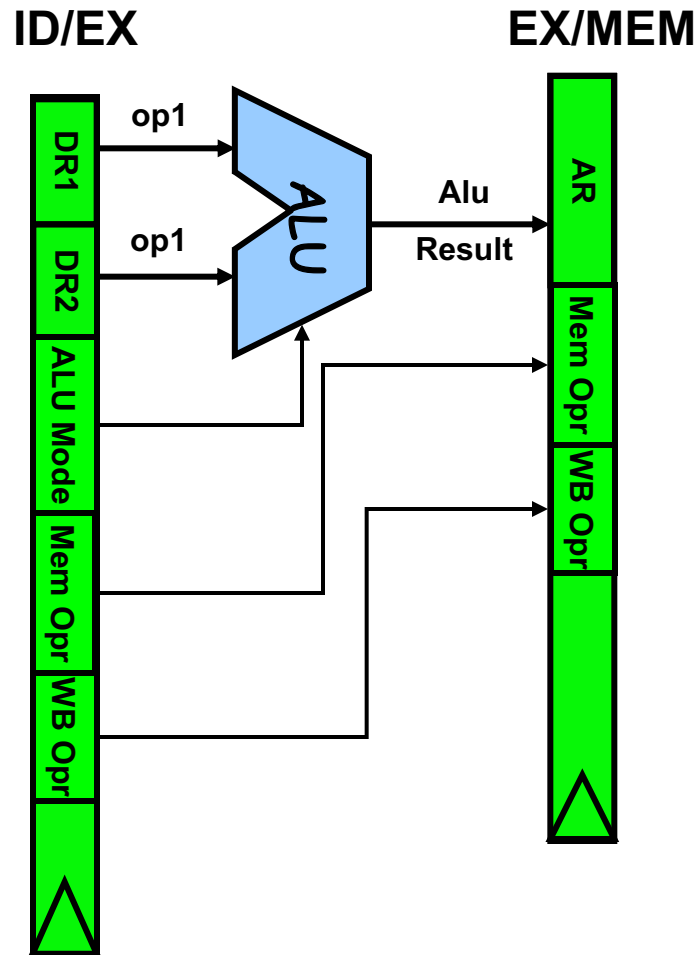 ID/EX
EX/MEM
DR1
DR2
ALU Mode
Mem Opr
WB Opr
op1
op1
ALU
Alu
Result
AR
Mem Opr
WB Opr